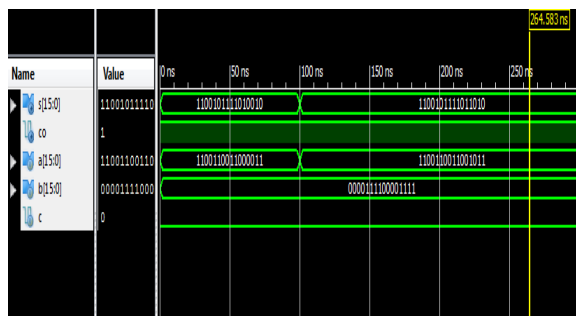 264.583 ns
Name Value 0 ns 50 ns 100 ns 150 ns 200 ns 250 ns
s[15:0] 11001011110 1100101111010010 1100101111011010
co 1
a[15:0] 11001100110 1100110011000011 1100110011001011
b[15:0] 00001111000 0000111100001111
c 0